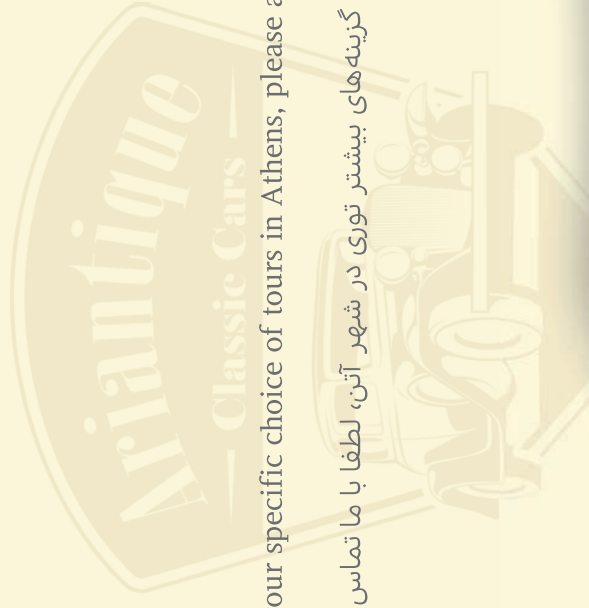 Ariantique
Classic Cars
our specific choice of tours in Athens, please
گزینه‌های بیشتر توری در شهر آتن، لطفا با ما تماس